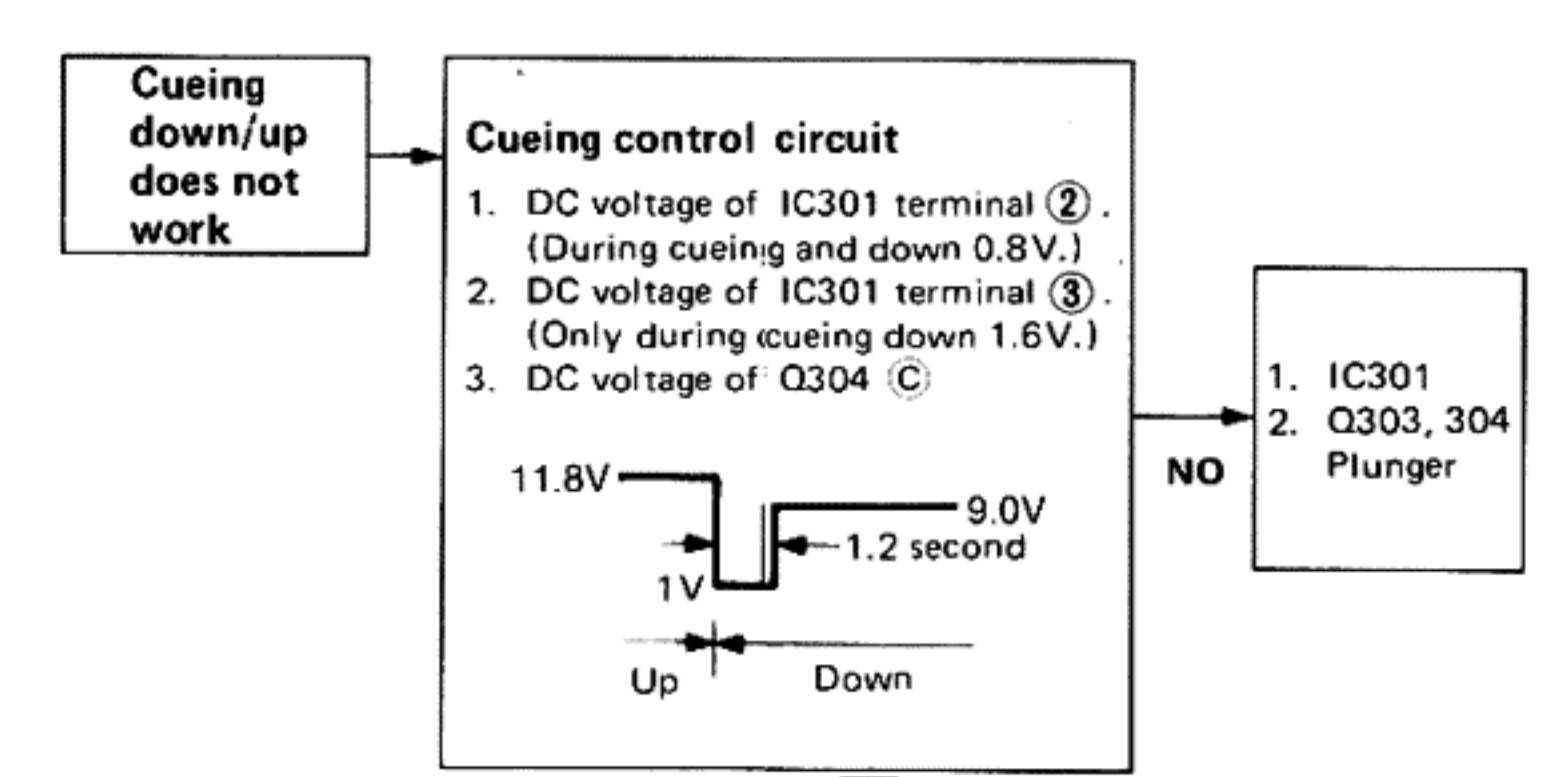 Cueing
down/up
does not
work
Cueing control circuit
1. DC voltage of IC301 terminal ②.
(During cueing and down 0.8V.)
2. DC voltage of IC301 terminal ③.
(Only during cueing down 1.6V.)
3. DC voltage of Q304 Ⓒ
11.8V
9.0V
1.2 second
1V
Up Down
NO
1. IC301
2. Q303, 304
Plunger